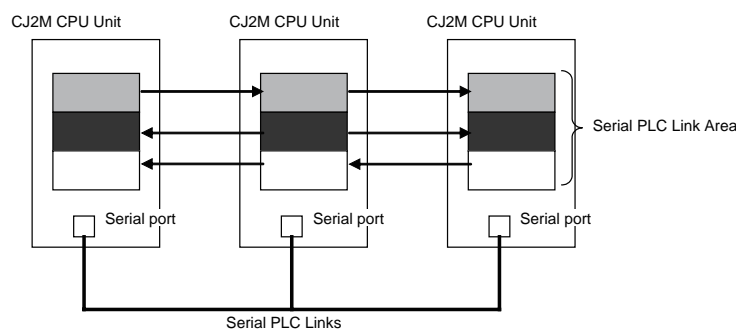 CJ2M CPU Unit
CJ2M CPU Unit
CJ2M CPU Unit
Serial PLC Link Area
Serial port
Serial port
Serial port
Serial PLC Links